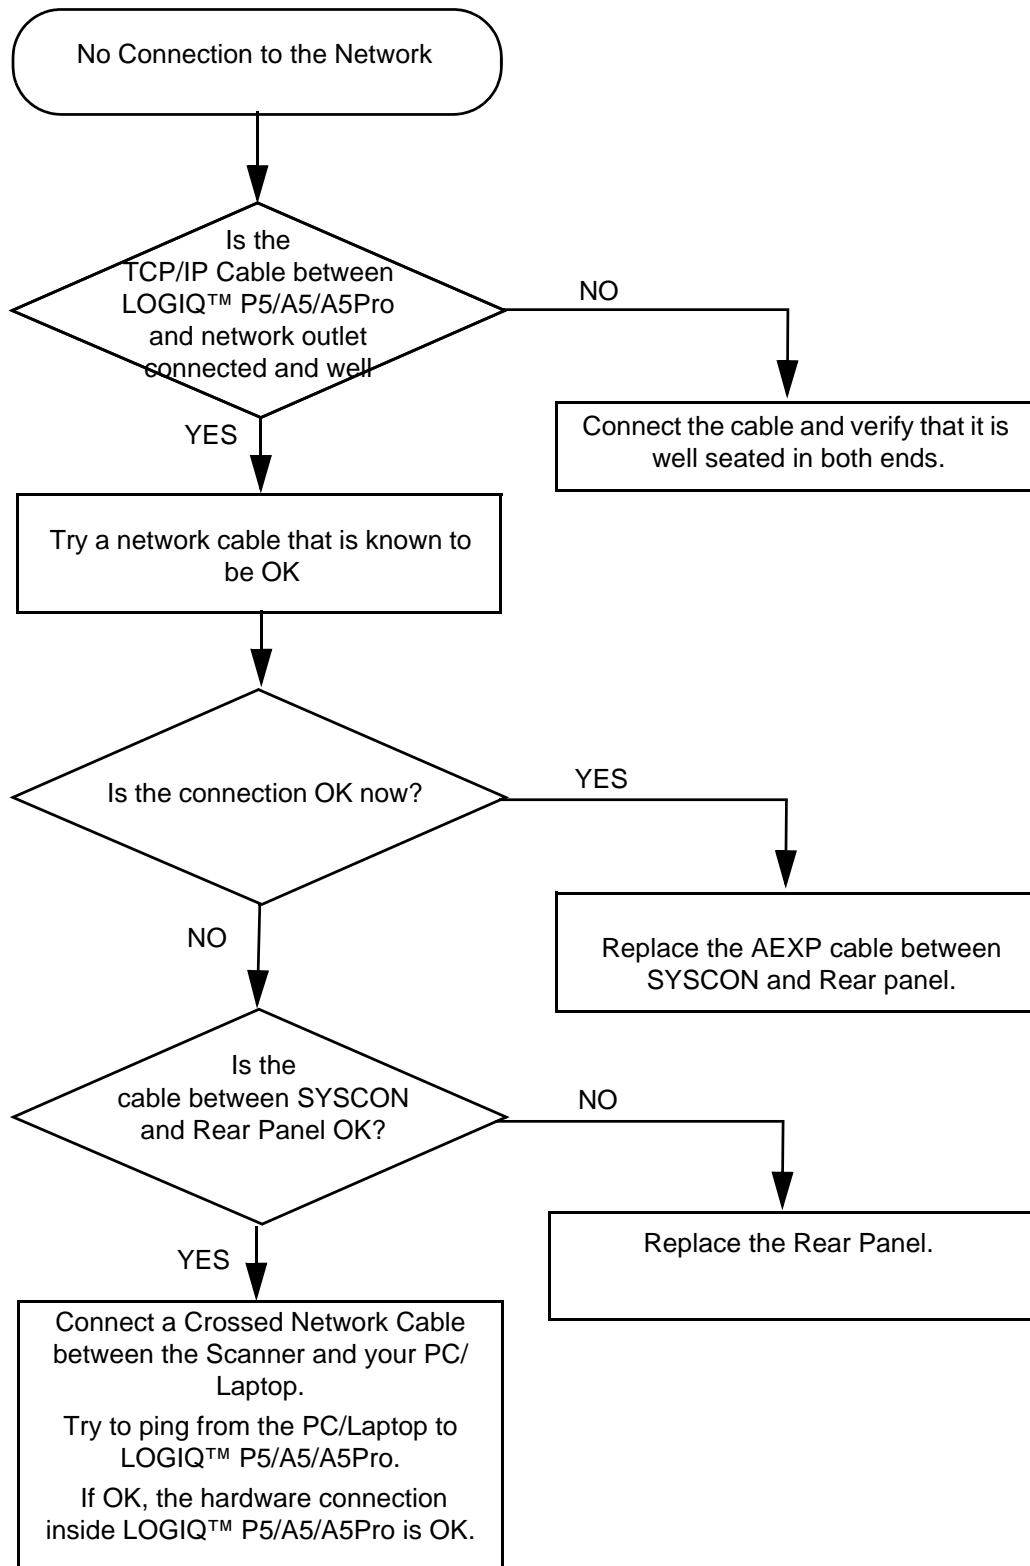 No Connection to the Network
Is the
TCP/IP Cable between
LOGIQ™ P5/A5/A5Pro
and network outlet
connected and well
NO
YES
Connect the cable and verify that it is
well seated in both ends.
Try a network cable that is known to
be OK
Is the connection OK now?
YES
NO
Replace the AEXP cable between
SYSCON and Rear panel.
Is the
cable between SYSCON
and Rear Panel OK?
NO
YES
Replace the Rear Panel.
Connect a Crossed Network Cable
between the Scanner and your PC/
Laptop.
Try to ping from the PC/Laptop to
LOGIQ™ P5/A5/A5Pro.
If OK, the hardware connection
inside LOGIQ™ P5/A5/A5Pro is OK.